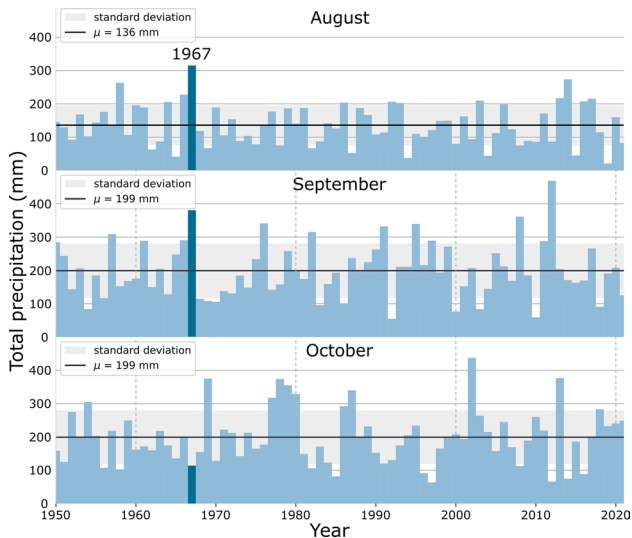 August
standard deviation
μ = 136 mm
1967
400
300
200
100
0
September
standard deviation
μ = 199 mm
400
300
200
100
0
October
standard deviation
μ = 199 mm
400
300
200
100
0
1950
1960
1970
1980
1990
2000
2010
2020
Total precipitation (mm)
Year